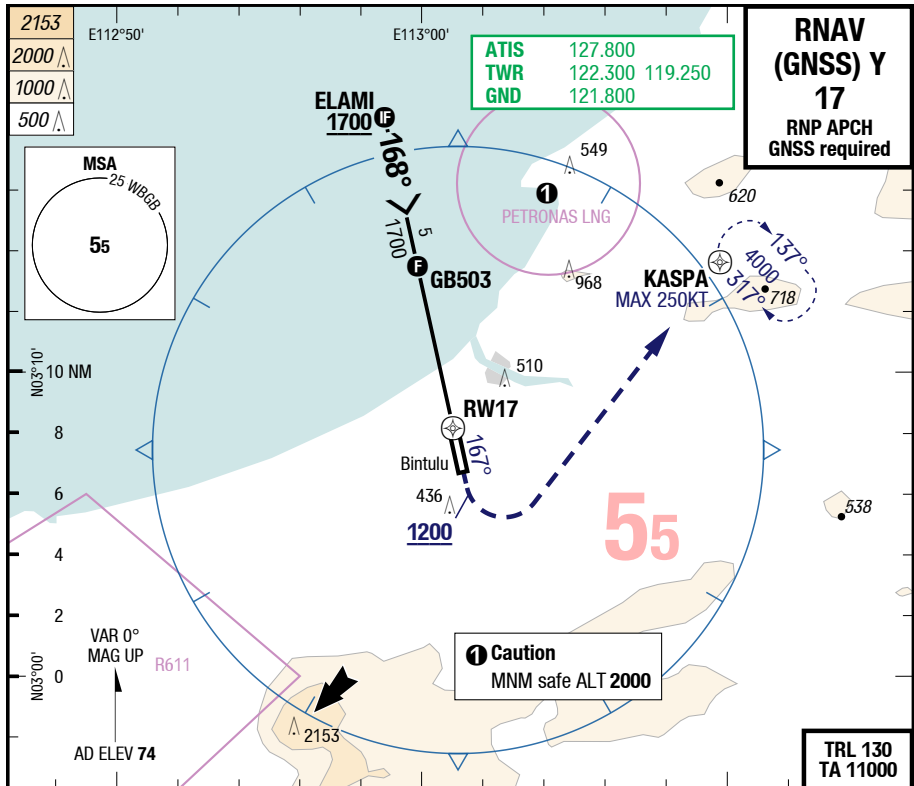 2153
2000
1000
500
E112°50'
E113°00'
ATIS 127.800
TWR 122.300 119.250
GND 121.800
RNAV
(GNSS) Y
17
RNP APCH
GNSS required
MSA
25 WBGB
55
ELAMI
1700
IF
168°
5
1700
F
GB503
549
1
PETRONAS LNG
968
620
KASPA
MAX 250KT
137°
4000
317°
718
N03°10'
10 NM
510
8
RW17
167°
Bintulu
6
436
1200
55
538
4
2
VAR 0°
MAG UP
R611
N03°00'
0
1 Caution
MNM safe ALT 2000
2153
AD ELEV 74
TRL 130
TA 11000